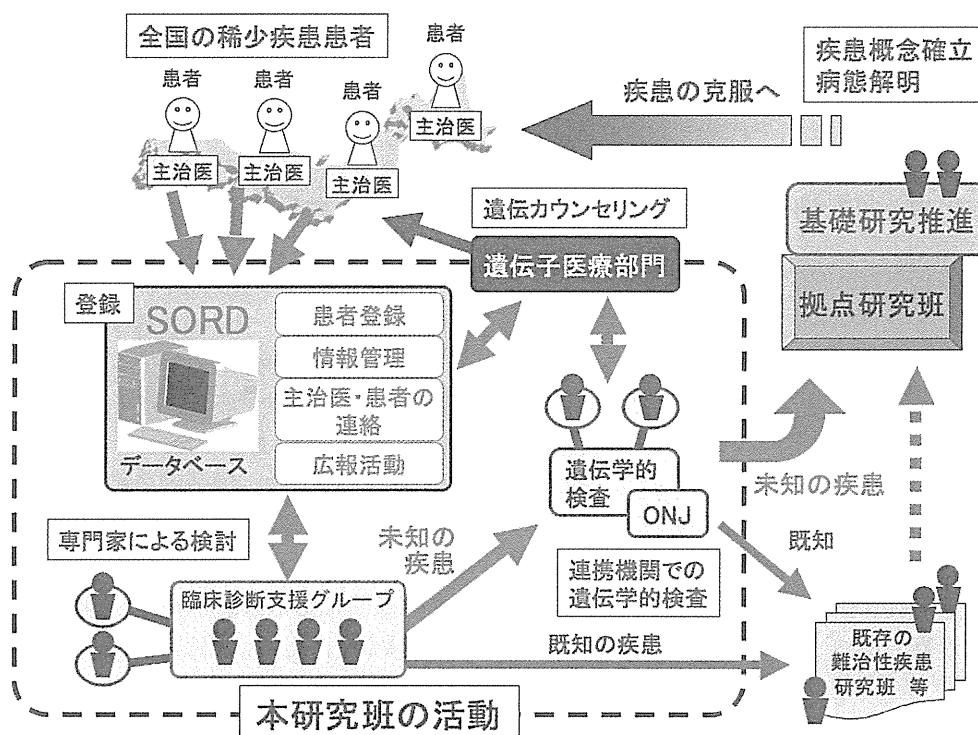 全国の稀少疾患患者
患者
患者
患者
患者
主治医
主治医
主治医
主治医
疾患の克服へ
疾患概念確立
病態解明
遺伝カウンセリング
遺伝子医療部門
基礎研究推進
拠点研究班
登録
SORD
データベース
患者登録
情報管理
主治医・患者の
連絡
広報活動
遺伝学的
検査
ONJ
未知の疾患
既知
専門家による検討
未知の
疾患
連携機関での
遺伝学的検査
臨床診断支援グループ
既知の疾患
既存の
難治性疾患
研究班 等
本研究班の活動